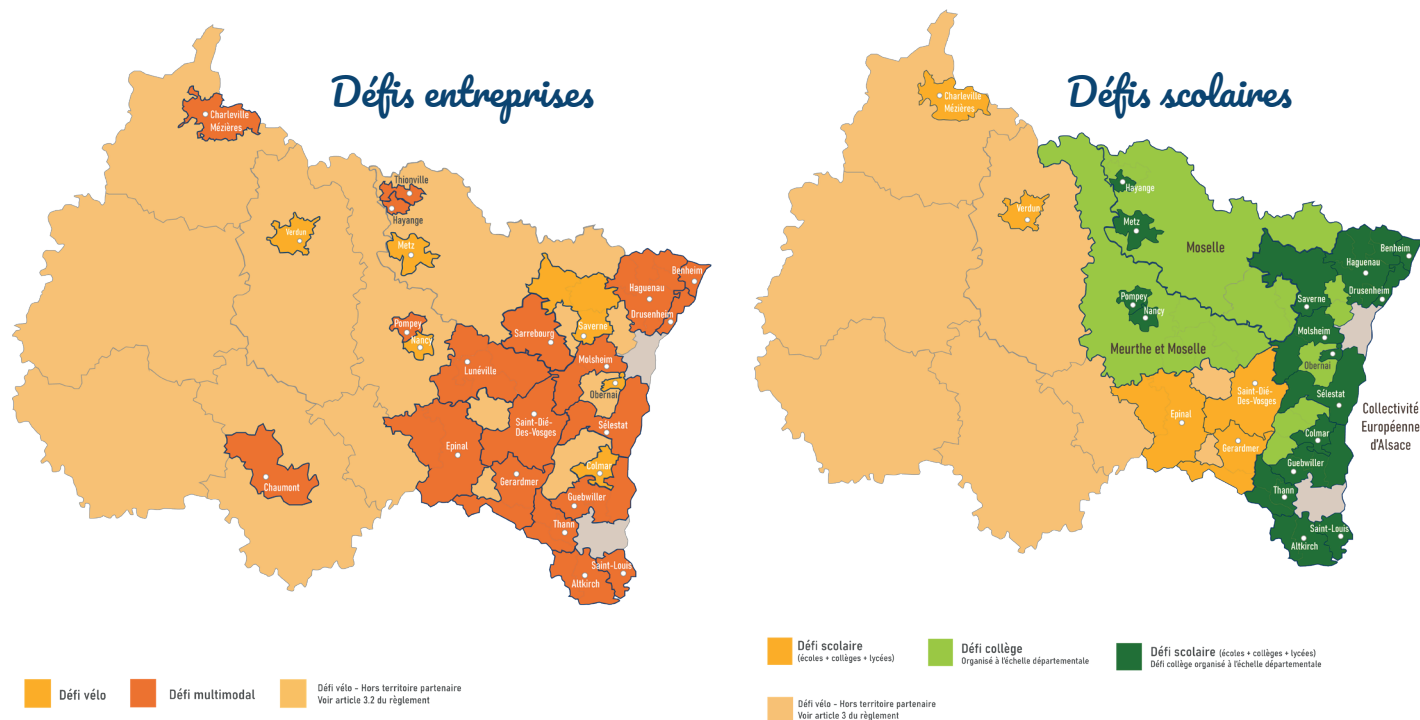 Défis entreprises
Charleville
Mézières
Thionville
Hayange
Verdun
Metz
Pompey
Nancy
Sarrebourg
Saverne
Haguenau
Benheim
Drusenheim
Lunéville
Molsheim
Obernai
Saint-Dié-
Des-Vosges
Sélestat
Epinal
Gerardmer
Colmar
Chaumont
Guebwiller
Thann
Saint-Louis
Altkirch
Défi vélo
Défi multimodal
Défi vélo - Hors territoire partenaire
Voir article 3.2 du règlement
Défis scolaires
Charleville
Mézières
Verdun
Hayange
Metz
Moselle
Pompey
Nancy
Meurthe et Moselle
Benheim
Haguenau
Drusenheim
Saverne
Molsheim
Obernai
Saint-Dié-
Des-Vosges
Sélestat
Epinal
Gerardmer
Colmar
Collectivité
Européenne
d'Alsace
Guebwiller
Thann
Saint-Louis
Altkirch
Défi scolaire
(écoles + collèges + lycées)
Défi collège
Organisé à l'échelle départementale
Défi scolaire (écoles + collèges + lycées)
Défi collège organisé à l'échelle départementale
Défi vélo - Hors territoire partenaire
Voir article 3 du règlement